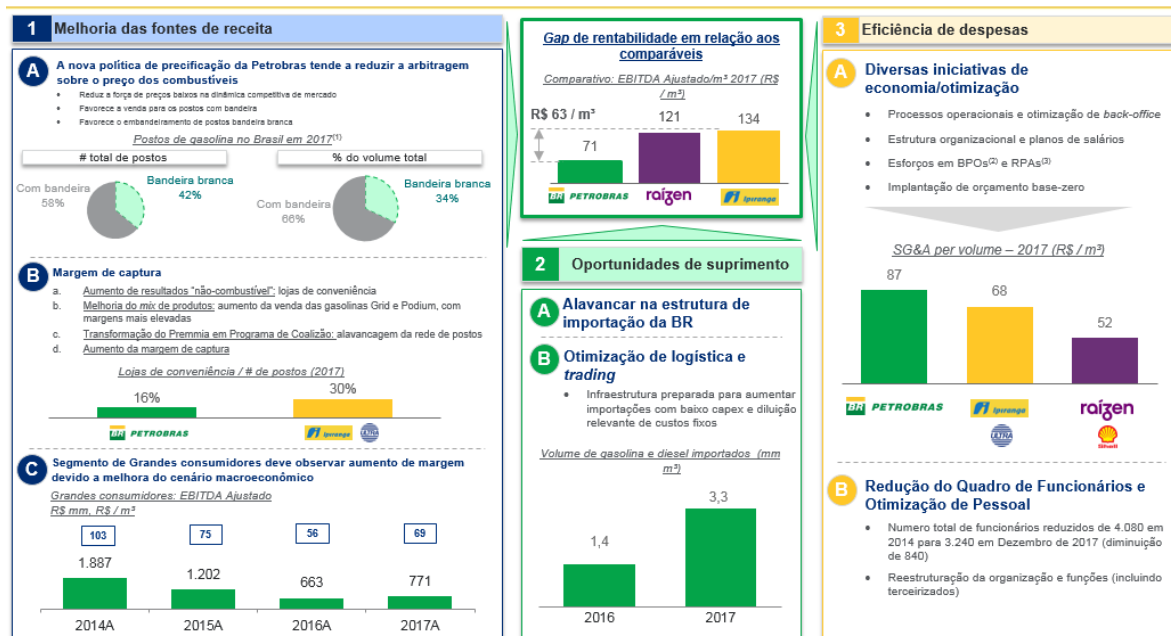 1 Melhoria das fontes de receita
A A nova política de precificação da Petrobras tende a reduzir a arbitragem
sobre o preço dos combustíveis
• Reduz a força de preços baixos na dinâmica competitiva de mercado
• Favorece a venda para os postos com bandeira
• Favorece o embandeiramento de postos bandeira branca
Postos de gasolina no Brasil em 2017(1)
# total de postos
Com bandeira
58%
Bandeira branca
42%
% do volume total
Com bandeira
66%
Bandeira branca
34%
B Margem de captura
a. Aumento de resultados "não-combustível": lojas de conveniência
b. Melhoria do mix de produtos: aumento da venda das gasolinas Grid e Podium, com
margens mais elevadas
c. Transformação do Premmia em Programa de Coalizão: alavancagem da rede de postos
d. Aumento da margem de captura
Lojas de conveniência / # de postos (2017)
16% 30%
BR PETROBRAS Ipiranga ULTRA
C Segmento de Grandes consumidores deve observar aumento de margem
devido a melhora do cenário macroeconômico
Grandes consumidores: EBITDA Ajustado
R$ mm, R$ / m³
103 75 56 69
1.887 1.202 663 771
2014A 2015A 2016A 2017A
Gap de rentabilidade em relação aos
comparáveis
Comparativo: EBITDA Ajustado/m³ 2017 (R$
/ m³)
R$ 63 / m³
71 121 134
BR PETROBRAS raízen Ipiranga
2 Oportunidades de suprimento
A Alavancar na estrutura de
importação da BR
B Otimização de logística e
trading
• Infraestrutura preparada para aumentar
importações com baixo capex e diluição
relevante de custos fixos
Volume de gasolina e diesel importados (mm
m³)
1,4 3,3
2016 2017
3 Eficiência de despesas
A Diversas iniciativas de
economia/otimização
• Processos operacionais e otimização de back-office
• Estrutura organizacional e planos de salários
• Esforços em BPOs(2) e RPAs(3)
• Implantação de orçamento base-zero
SG&A per volume – 2017 (R$ / m³)
87 68 52
BR PETROBRAS Ipiranga raízen
ULTRA Shell
B Redução do Quadro de Funcionários e
Otimização de Pessoal
• Numero total de funcionários reduzidos de 4.080 em
2014 para 3.240 em Dezembro de 2017 (diminuição
de 840)
• Reestruturação da organização e funções (incluindo
terceirizados)